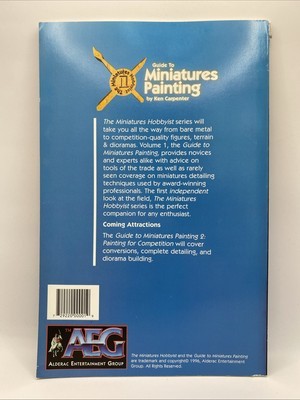 The Miniatures Hobbyist
Guide To
Miniatures
Painting
by Ken Carpenter
The Miniatures Hobbyist series will
take you all the way from bare metal
to competition-quality figures, terrain
& dioramas. Volume 1, the Guide to
Miniatures Painting, provides novices
and experts alike with advice on
tools of the trade as well as rarely
seen coverage on miniatures detailing
techniques used by award-winning
professionals. The first independent
look at the field, The Miniatures
Hobbyist series is the perfect
companion for any enthusiast.
Coming Attractions
The Guide to Miniatures Painting 2:
Painting for Competition will cover
conversions, complete detailing, and
diorama building.
AEG
ALDERAC ENTERTAINMENT GROUP
The Miniatures Hobbyist and the Guide to Miniatures Painting
are trademark and copyright© 1996, Alderac Entertainment
Group. All Rights Reserved.